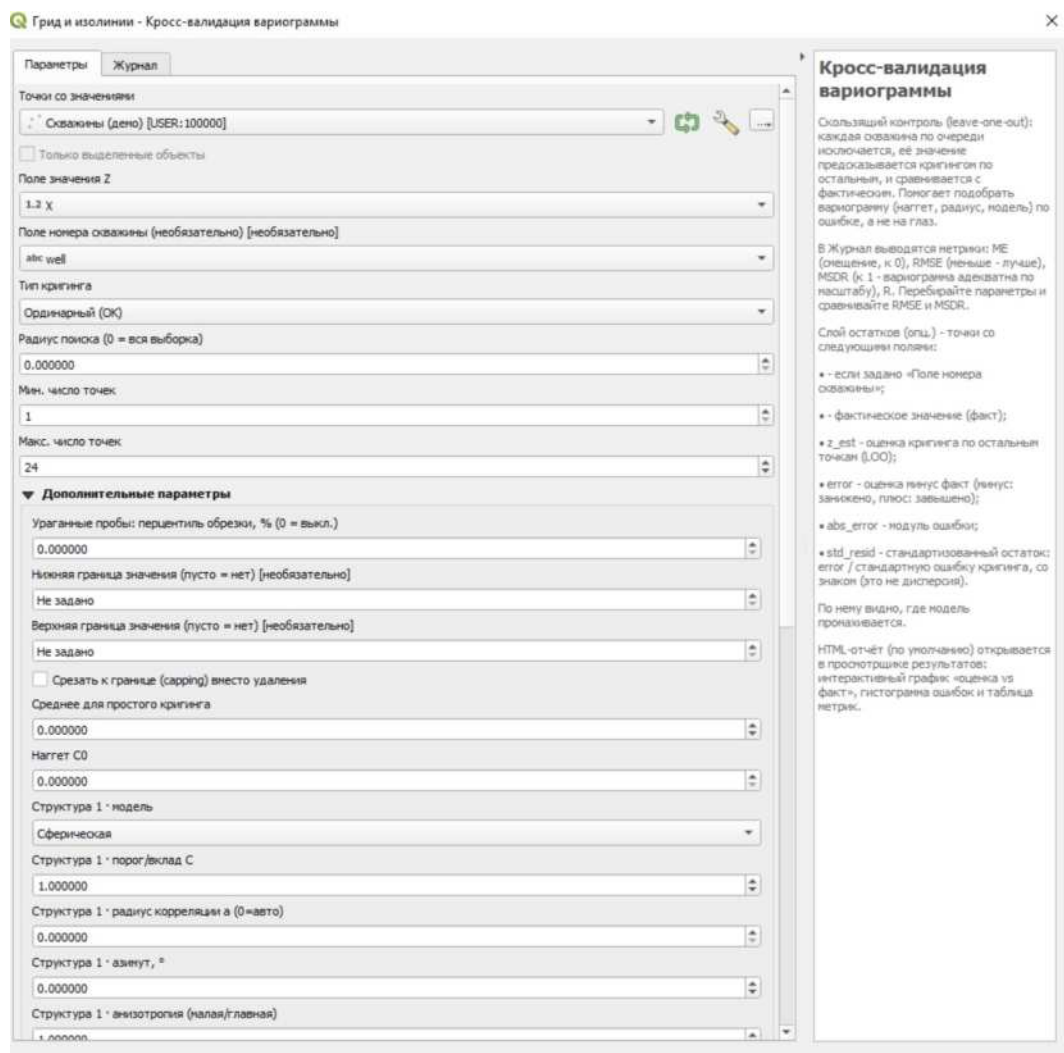 Грид и изолинии - Кросс-валидация вариограммы
Параметры
Журнал
Точки со значениями
Скважины (дено) [USER:100000]
Только выделенные объекты
Поле значения Z
1.2 X
Поле номера скважины (необязательно) [необязательно]
abc well
Тип кригинга
Ординарный (OK)
Радиус поиска (0 = вся выборка)
0.000000
Мин. число точек
1
Макс. число точек
24
Дополнительные параметры
Ураганные пробы: перцентиль обрезки, % (0 = выкл.)
0.000000
Нижняя граница значения (пусто = нет) [необязательно]
Не задано
Верхняя граница значения (пусто = нет) [необязательно]
Не задано
Срезать к границе (capping) вместо удаления
Среднее для простого кригинга
0.000000
Наггет C0
0.000000
Структура 1 · модель
Сферическая
Структура 1 · порог/вклад C
1.000000
Структура 1 · радиус корреляции a (0=авто)
0.000000
Структура 1 · азимут, °
0.000000
Структура 1 · анизотропия (малая/главная)
1.000000
Кросс-валидация
вариограммы
Скользящий контроль (leave-one-out):
каждая скважина по очереди
исключается, её значение
предсказывается кригингом по
остальным, и сравнивается с
фактическим. Помогает подобрать
вариограмму (наггет, радиус, модель) по
ошибке, а не на глаз.
В Журнал выводятся метрики: ME
(смещение, к 0), RMSE (меньше - лучше),
MSDR (к 1 - вариограмма адекватна по
масштабу), R. Перебирайте параметры и
сравнивайте RMSE и MSDR.
Слой остатков (опц.) - точки со
следующими полями:
• - если задано «Поле номера
скважины»;
• - фактическое значение (факт);
• z_est - оценка кригинга по остальным
точкам (LOO);
• error - оценка минус факт (минус:
занижено, плюс: завышено);
• abs_error - модуль ошибки;
• std_resid - стандартизованный остаток:
error / стандартную ошибку кригинга, со
знаком (это не дисперсия).
По нему видно, где модель
промахивается.
HTML-отчёт (по умолчанию) открывается
в просмотрщике результатов:
интерактивный график «оценка vs
факт», гистограмма ошибок и таблица
метрик.